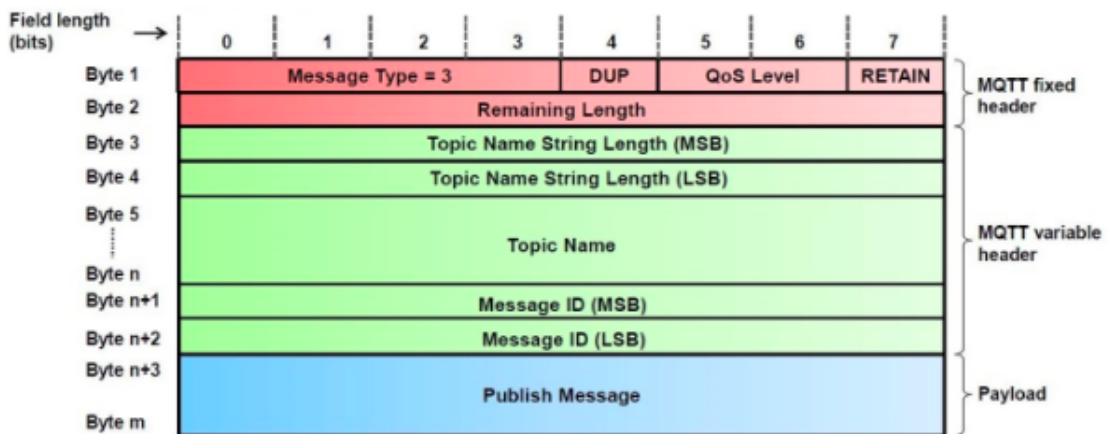 Field length
(bits)
0 1 2 3 4 5 6 7
Byte 1 Message Type = 3 DUP QoS Level RETAIN
MQTT fixed
header
Byte 2 Remaining Length
Byte 3 Topic Name String Length (MSB)
Byte 4 Topic Name String Length (LSB)
Byte 5
Topic Name
MQTT variable
header
Byte n
Byte n+1 Message ID (MSB)
Byte n+2 Message ID (LSB)
Byte n+3
Publish Message
Payload
Byte m